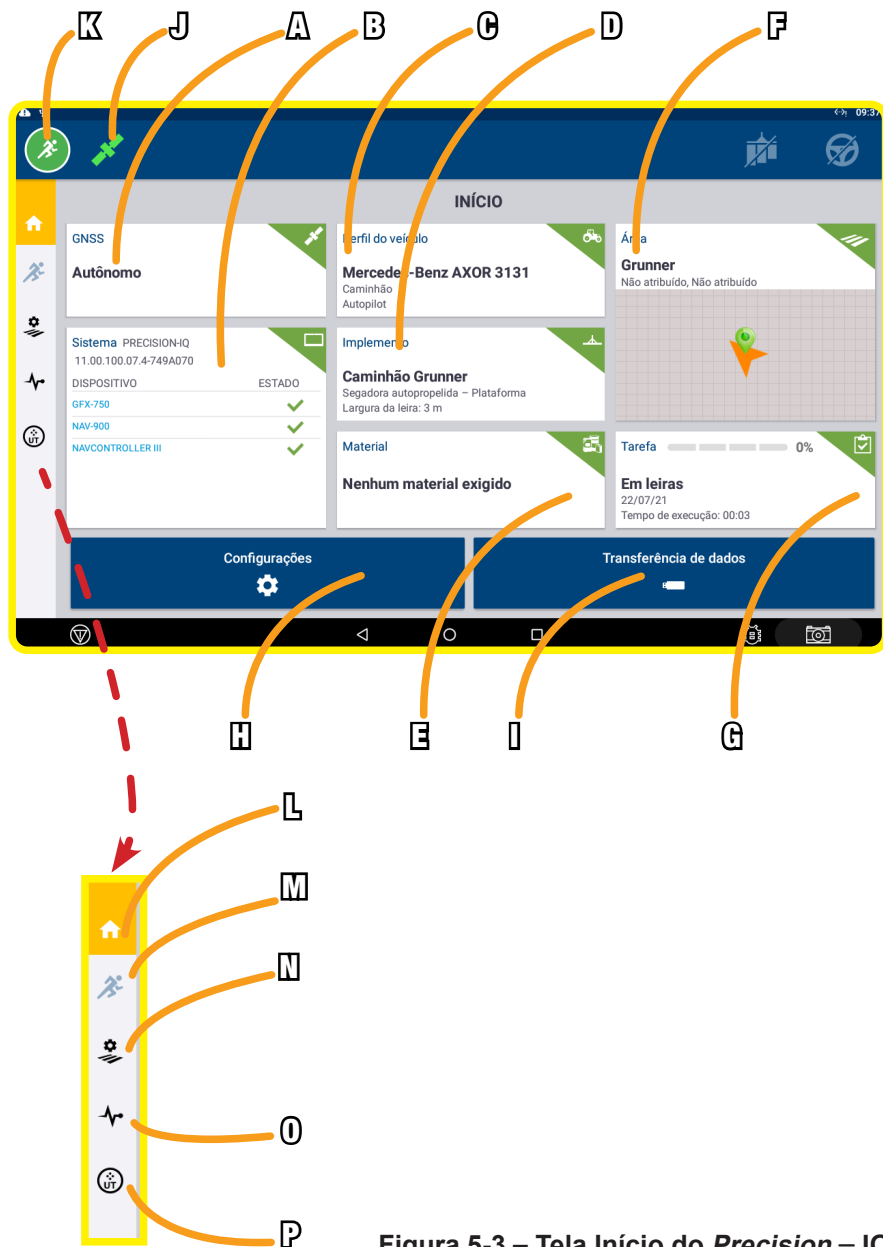 K J A B C D F
09:37
INÍCIO
GNSS
Autônomo
Perfil do veículo
Mercedes-Benz AXOR 3131
Caminhão
Autopilot
Área
Grunner
Não atribuído, Não atribuído
Sistema PRECISION-IQ
11.00.100.07.4-749A070
DISPOSITIVO ESTADO
GFX-750
NAV-900
NAVCONTROLLER III
Implemento
Caminhão Grunner
Segadora autopropelida – Plataforma
Largura da leira: 3 m
Material
Nenhum material exigido
Tarefa 0%
Em leiras
22/07/21
Tempo de execução: 00:03
UT
Configurações
Transferência de dados
H E I G
L
M
N
O
UT
P
Figura 5-3 – Tela Início do Precision – IQ